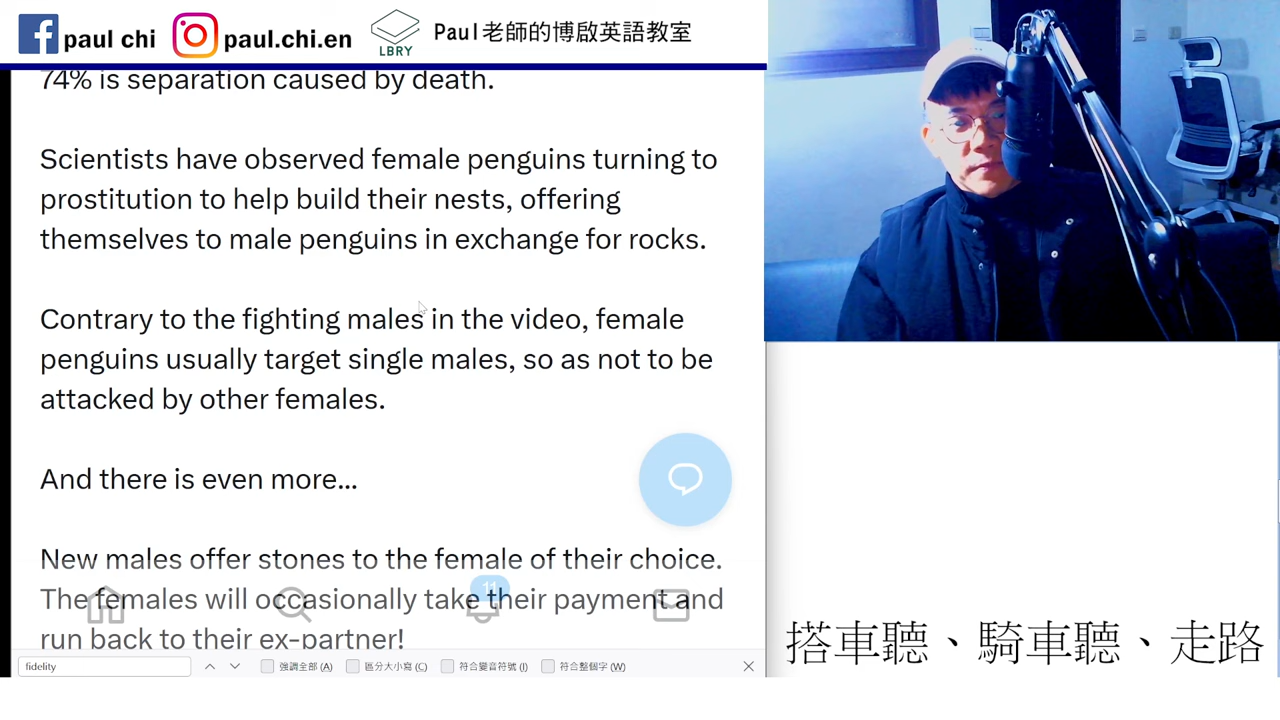 paul chi
paul.chi.en
LBRY
Paul老師的博啟英語教室
74% is separation caused by death.
Scientists have observed female penguins turning to
prostitution to help build their nests, offering
themselves to male penguins in exchange for rocks.
Contrary to the fighting males in the video, female
penguins usually target single males, so as not to be
attacked by other females.
And there is even more...
New males offer stones to the female of their choice.
11
The females will occasionally take their payment and
run back to their ex-partner!
fidelity
強調全部 (A)
區分大小寫 (C)
符合變音符號 (I)
符合整個字 (W)
搭車聽、騎車聽、走路